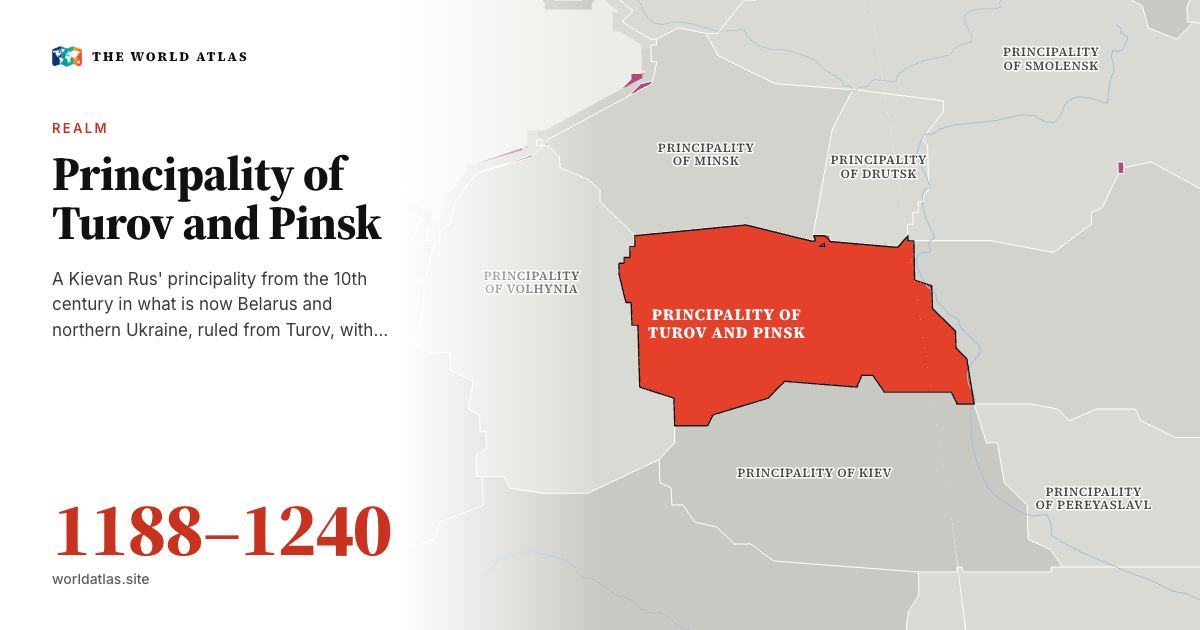 THE WORLD ATLAS
REALM
Principality of
Turov and Pinsk
A Kievan Rus' principality from the 10th
century in what is now Belarus and
northern Ukraine, ruled from Turov, with...
1188–1240
worldatlas.site
PRINCIPALITY
OF SMOLENSK
PRINCIPALITY
OF MINSK
PRINCIPALITY
OF DRUTSK
PRINCIPALITY
OF VOLHYNIA
PRINCIPALITY OF
TUROV AND PINSK
PRINCIPALITY OF KIEV
PRINCIPALITY
OF PEREYASLAVL